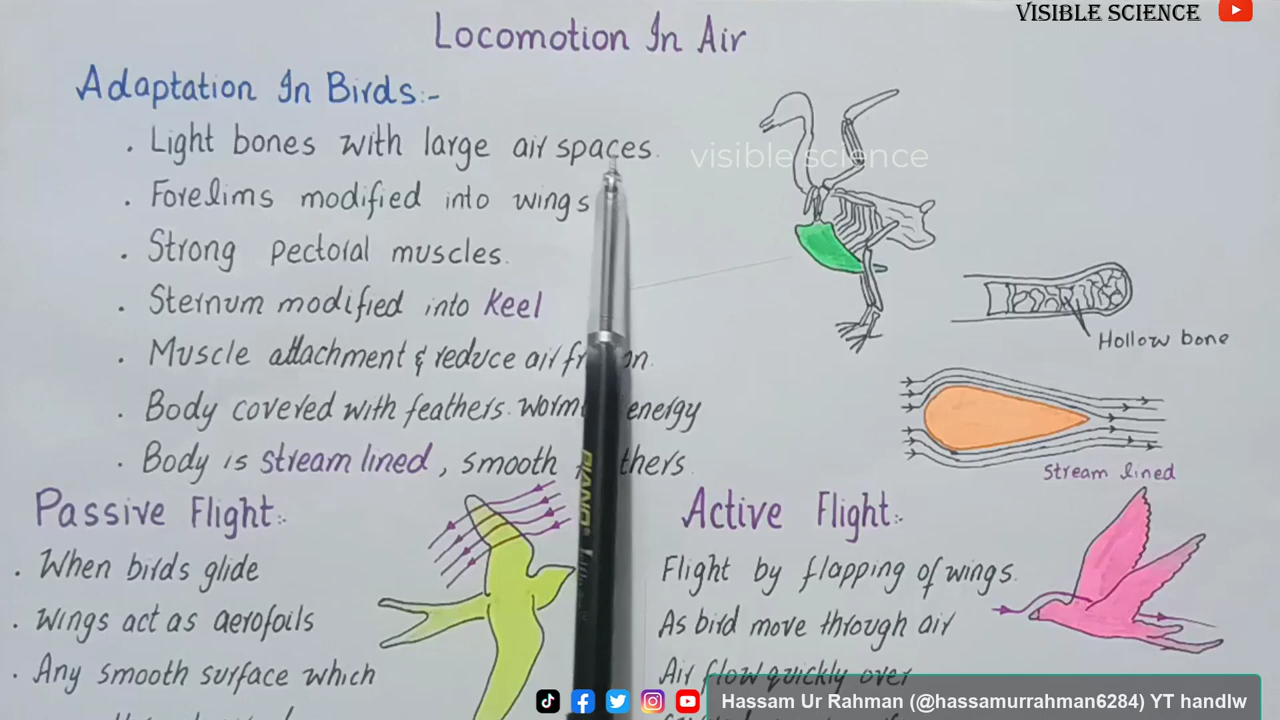 VISIBLE SCIENCE
Locomotion In Air
Adaptation In Birds:-
. Light bones with large air spaces.
visible science
. Forelims modified into wings
. Strong pectoral muscles.
. Sternum modified into Keel
Hollow bone
. Muscle attachment & reduce air
. Body covered with feathers. energy
. Body is stream lined, smooth
Stream lined
Passive Flight:-
. When birds glide
. Wings act as aerofoils
. Any smooth surface which
Active Flight:-
Flight by flapping of wings.
As bird move through air
Air flow quickly over
Hassam Ur Rahman (@hassamurrahman6284) YT handlw